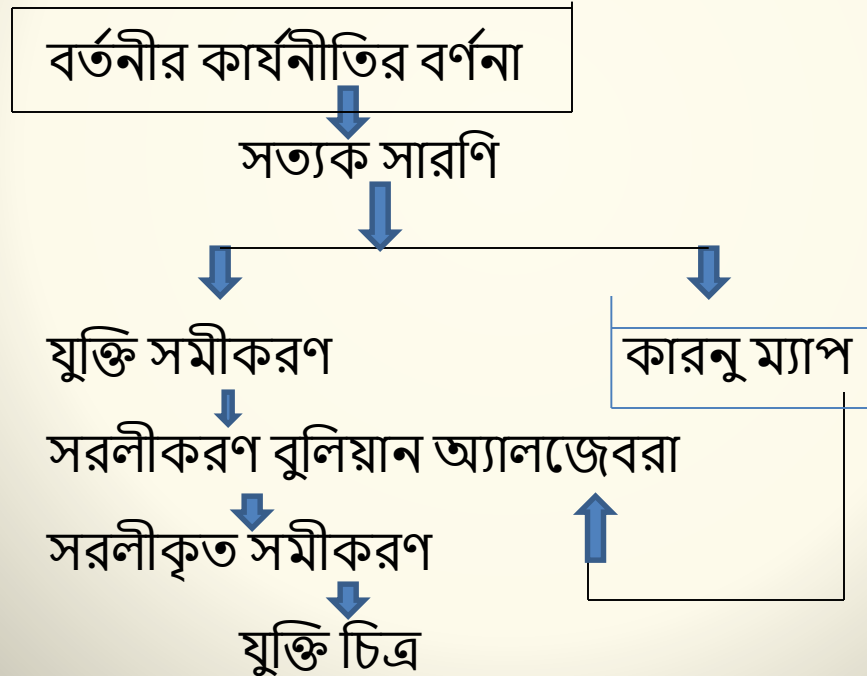 বর্তনীর কার্যনীতির বর্ণনা
সত্যক সারণি
যুক্তি সমীকরণ
কারনু ম্যাপ
সরলীকরণ বুলিয়ান অ্যালজেবরা
সরলীকৃত সমীকরণ
যুক্তি চিত্র